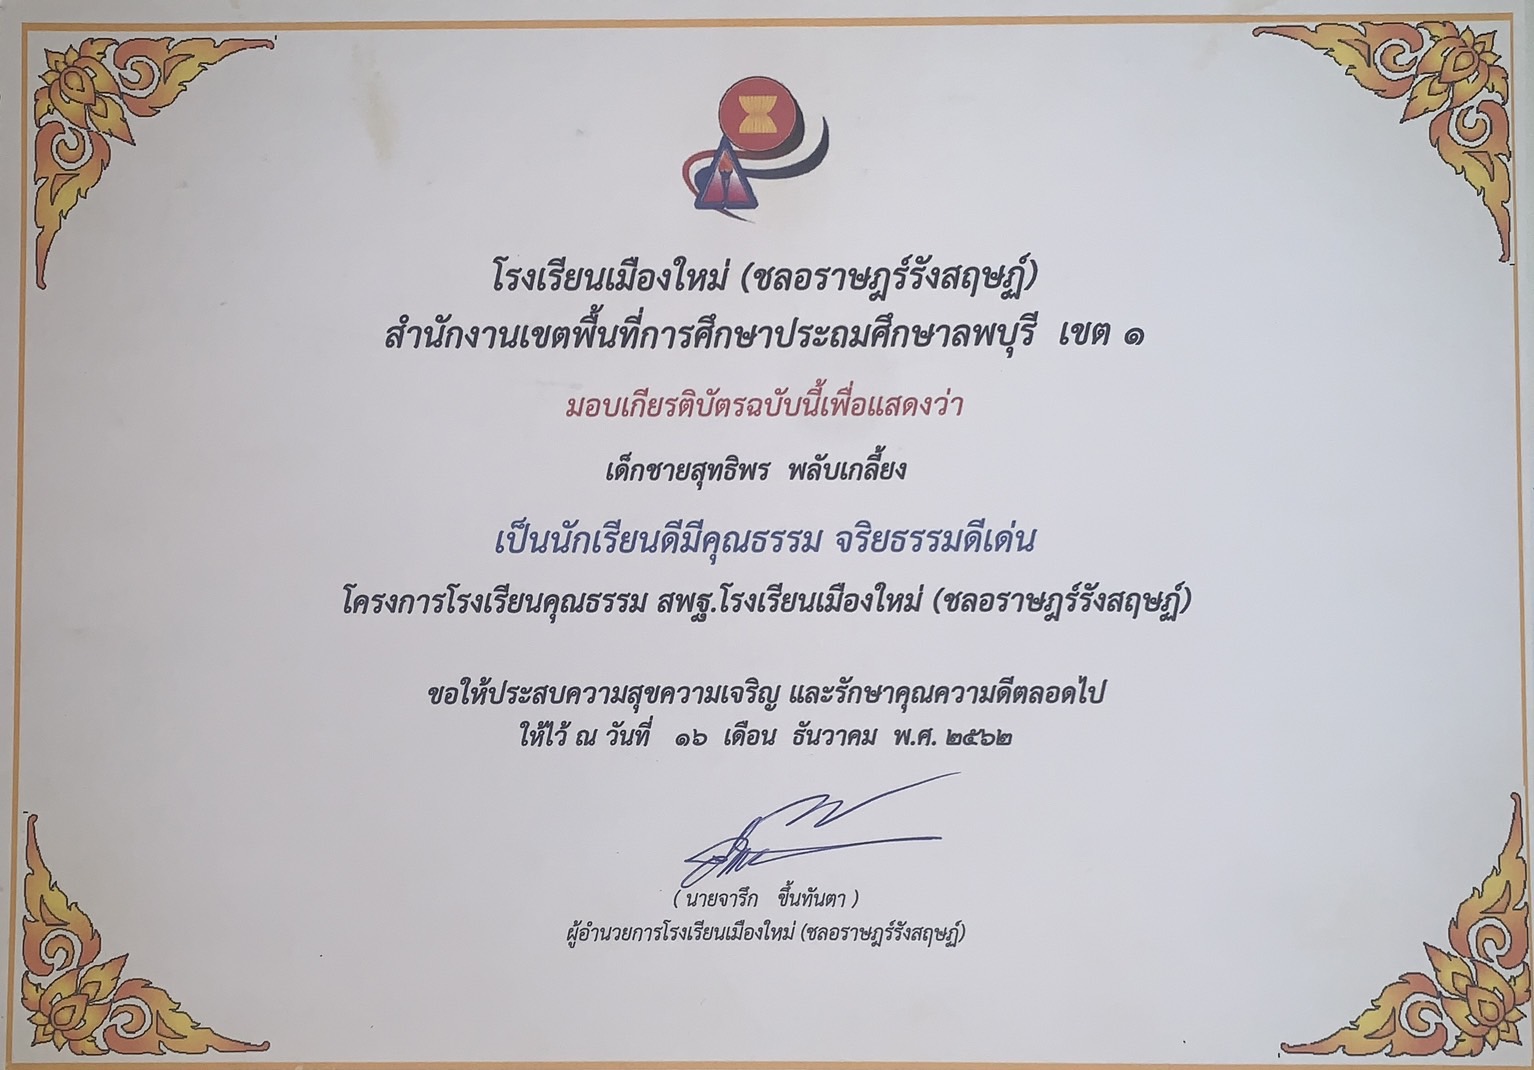 โรงเรียนเมืองใหม่ (ชลอราษฎร์รังสฤษฏ์)
สำนักงานเขตพื้นที่การศึกษาประถมศึกษาลพบุรี เขต ๑
มอบเกียรติบัตรฉบับนี้เพื่อแสดงว่า
เด็กชายสุทธิพร พลับเกลี้ยง
เป็นนักเรียนดีมีคุณธรรม จริยธรรมดีเด่น
โครงการโรงเรียนคุณธรรม สพฐ.โรงเรียนเมืองใหม่ (ชลอราษฎร์รังสฤษฏ์)
ขอให้ประสบความสุขความเจริญ และรักษาคุณความดีตลอดไป
ให้ไว้ ณ วันที่ ๑๖ เดือน ธันวาคม พ.ศ. ๒๕๖๒
( นายจารึก ขึ้นทันตา )
ผู้อำนวยการโรงเรียนเมืองใหม่ (ชลอราษฎร์รังสฤษฏ์)